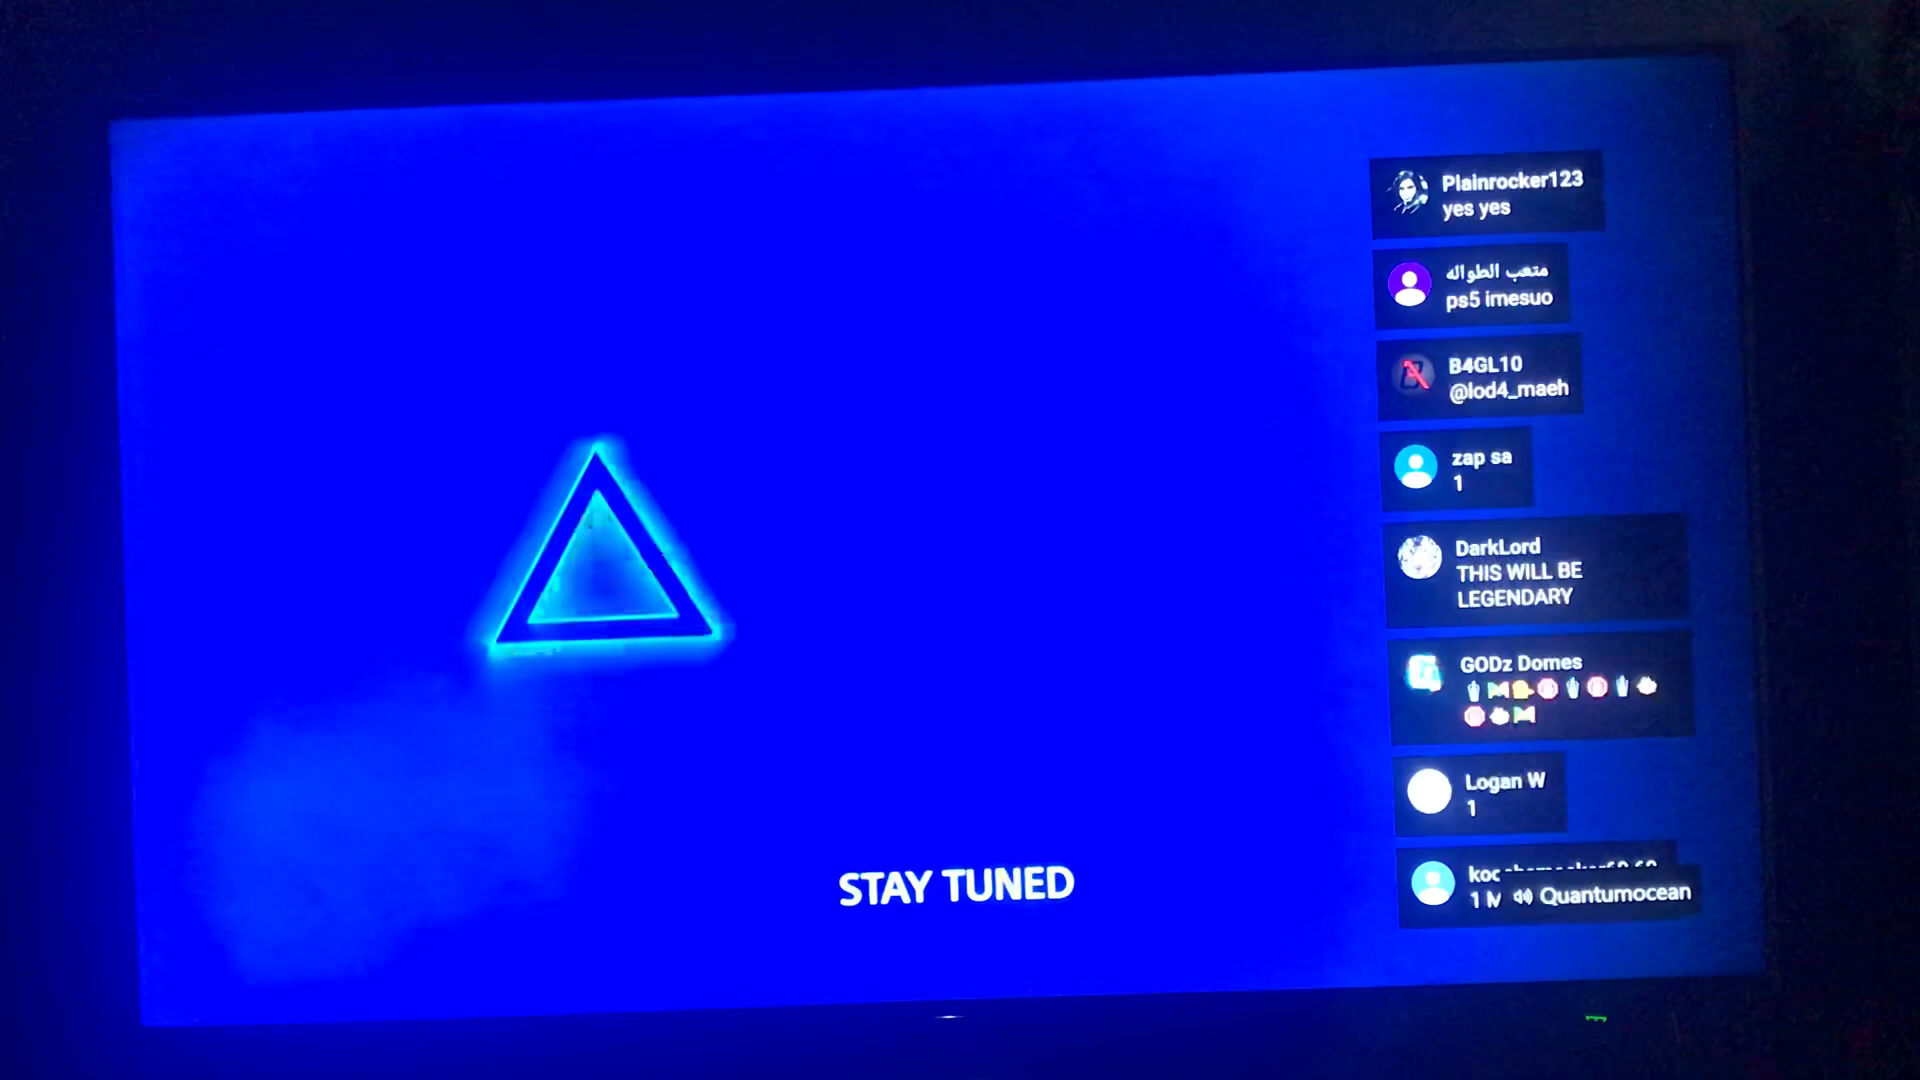 Plainrocker123
yes yes
متعب الطواله
ps5 imesuo
B4GL10
@lod4_maeh
zap sa
1
DarkLord
THIS WILL BE
LEGENDARY
GODz Domes
Logan W
1
STAY TUNED
1
Quantumocean